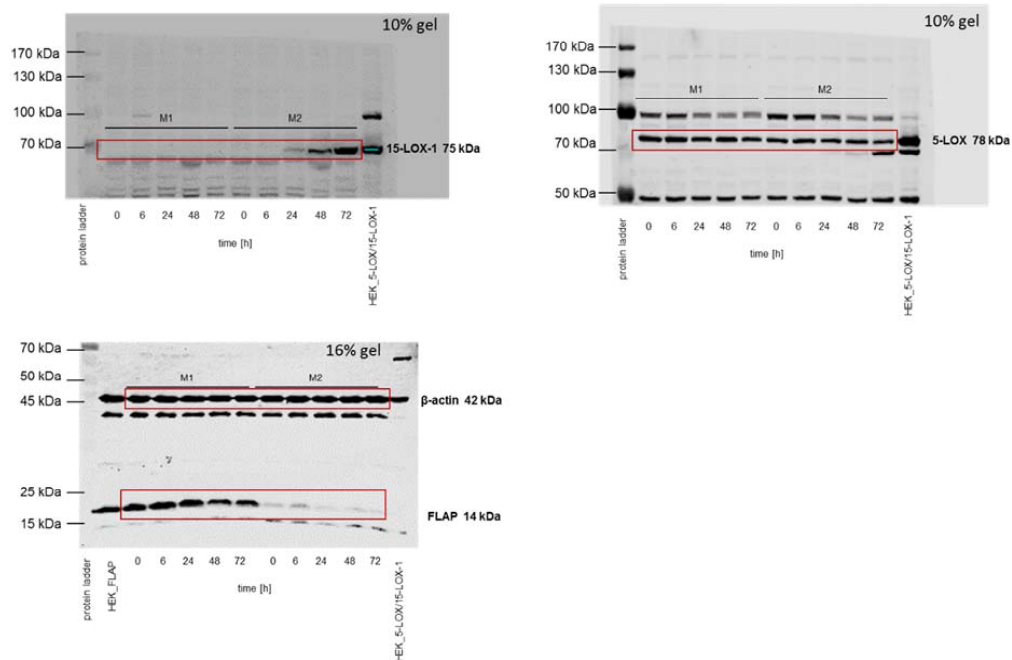 10% gel
170 kDa
130 kDa
100 kDa
70 kDa
M1 M2
15-LOX-1 75 kDa
0 6 24 48 72 0 6 24 48 72
time [h]
protein ladder
HEK_5-LOX/15-LOX-1
10% gel
170 kDa
130 kDa
100 kDa
70 kDa
50 kDa
M1 M2
5-LOX 78 kDa
0 6 24 48 72 0 6 24 48 72
time [h]
protein ladder
HEK_5-LOX/15-LOX-1
16% gel
70 kDa
50 kDa
45 kDa
25 kDa
15 kDa
M1 M2
β-actin 42 kDa
FLAP 14 kDa
0 6 24 48 72 0 6 24 48 72
time [h]
protein ladder
HEK_FLAP
HEK_5-LOX/15-LOX-1